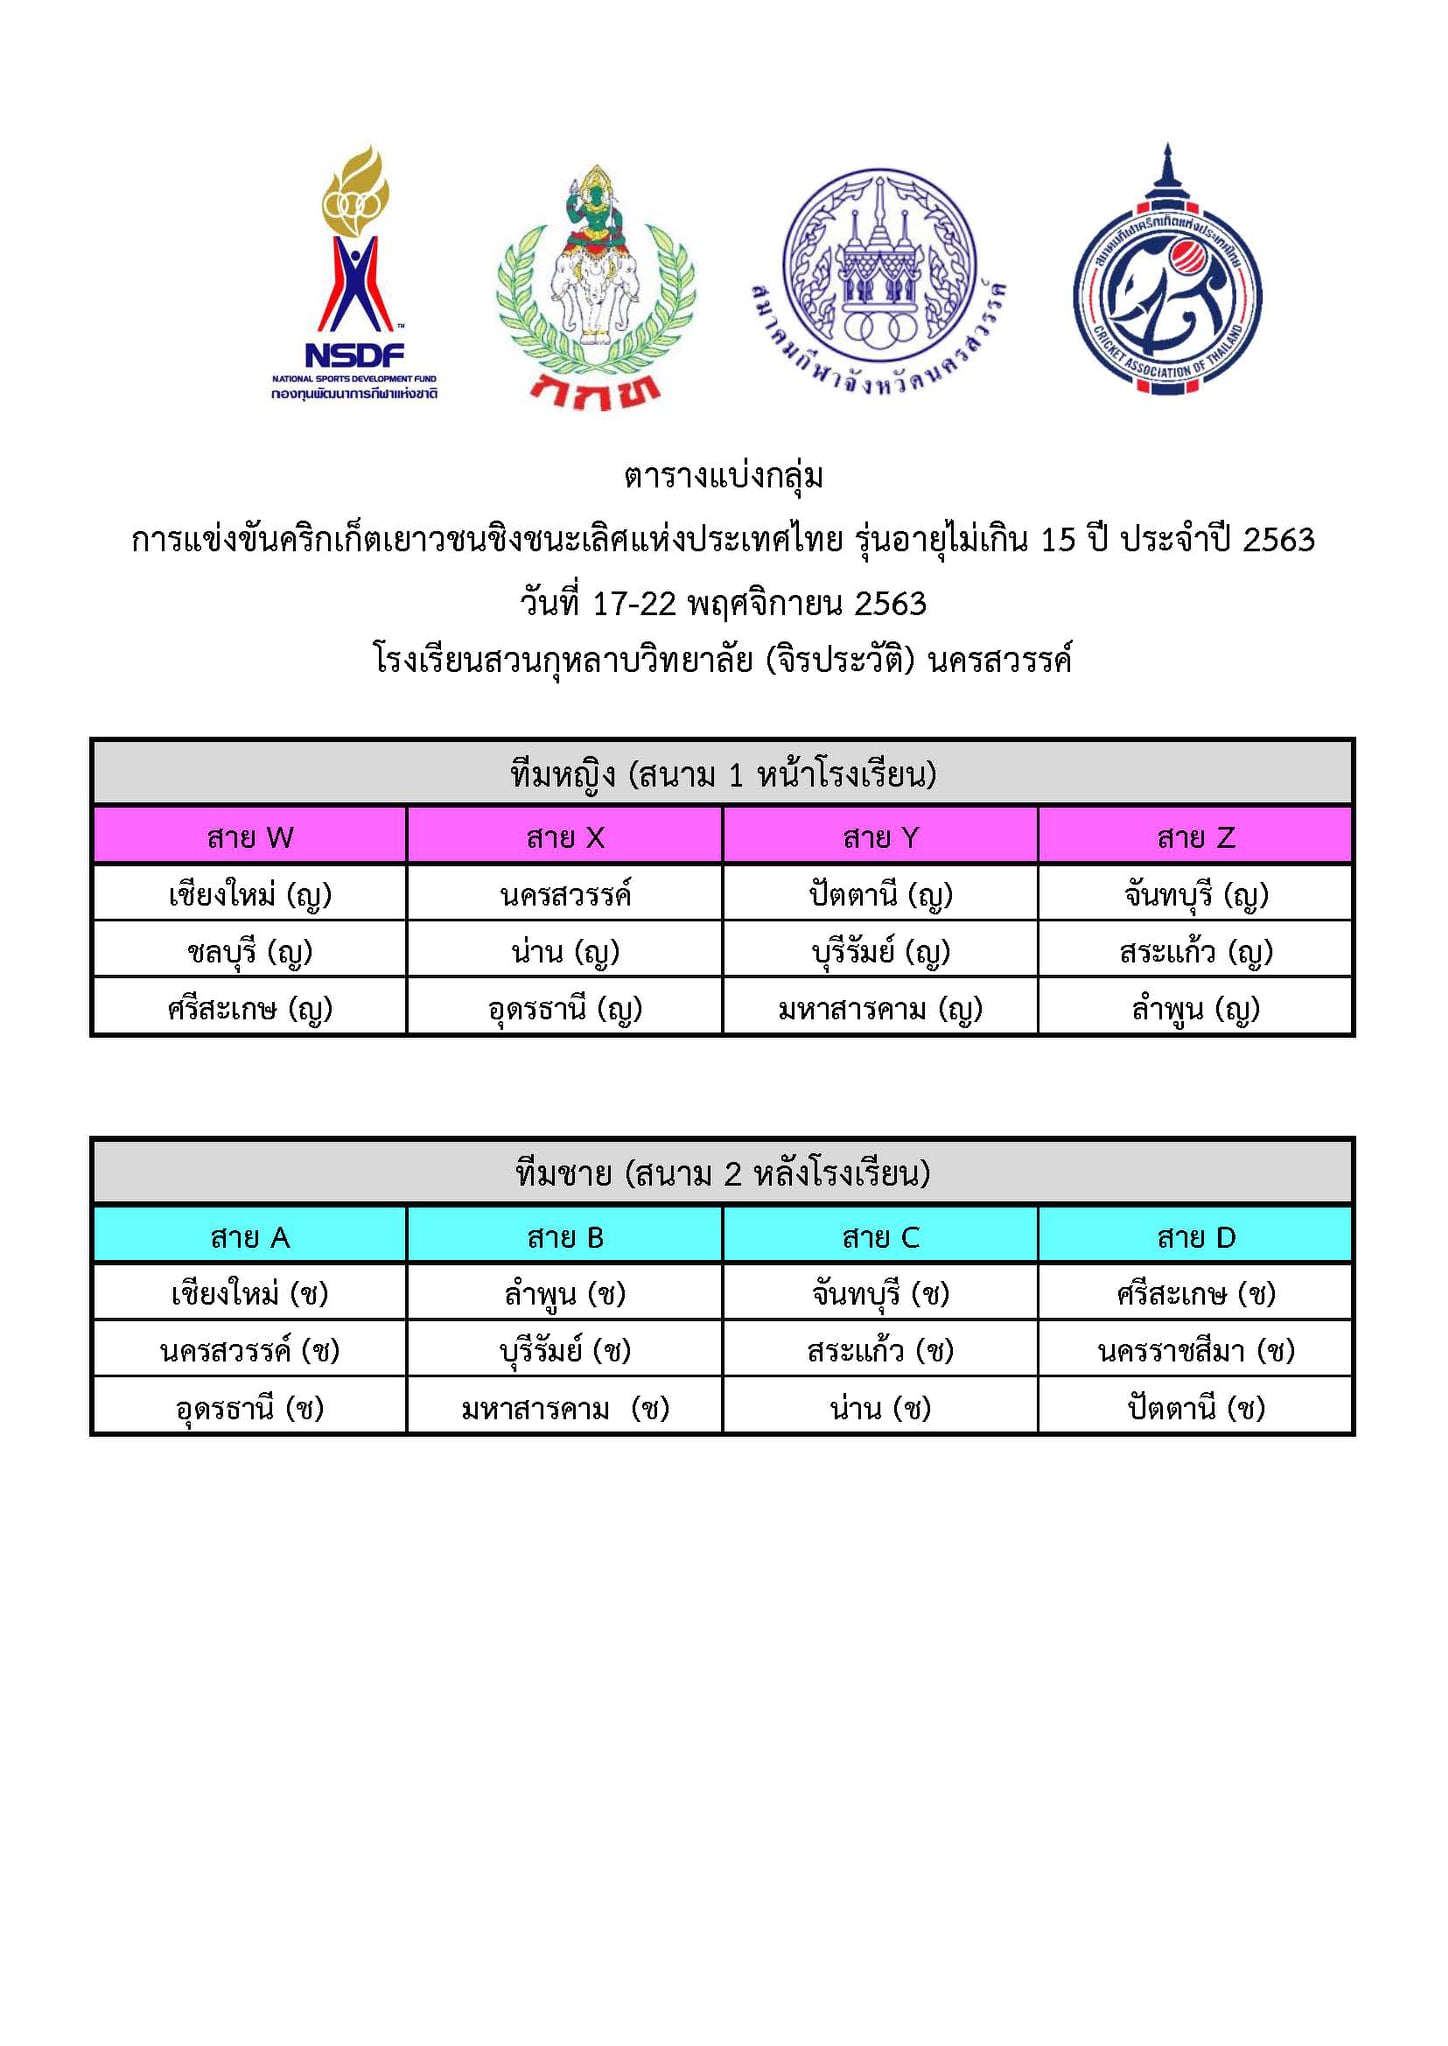 NSDF
NATIONAL SPORTS DEVELOPMENT FUND
กองทุนพัฒนาการกีฬาแห่งชาติ
กกท
สมาคมกีฬาจังหวัดนครสวรรค์
สมาคมกีฬาคริกเก็ตแห่งประเทศไทย
CRICKET ASSOCIATION OF THAILAND
ตารางแบ่งกลุ่ม
การแข่งขันคริกเก็ตเยาวชนชิงชนะเลิศแห่งประเทศไทย รุ่นอายุไม่เกิน 15 ปี ประจำปี 2563
วันที่ 17-22 พฤศจิกายน 2563
โรงเรียนสวนกุหลาบวิทยาลัย (จิรประวัติ) นครสวรรค์
ทีมหญิง (สนาม 1 หน้าโรงเรียน)
สาย W สาย X สาย Y สาย Z
เชียงใหม่ (ญ) นครสวรรค์ ปัตตานี (ญ) จันทบุรี (ญ)
ชลบุรี (ญ) น่าน (ญ) บุรีรัมย์ (ญ) สระแก้ว (ญ)
ศรีสะเกษ (ญ) อุดรธานี (ญ) มหาสารคาม (ญ) ลำพูน (ญ)
ทีมชาย (สนาม 2 หลังโรงเรียน)
สาย A สาย B สาย C สาย D
เชียงใหม่ (ช) ลำพูน (ช) จันทบุรี (ช) ศรีสะเกษ (ช)
นครสวรรค์ (ช) บุรีรัมย์ (ช) สระแก้ว (ช) นครราชสีมา (ช)
อุดรธานี (ช) มหาสารคาม (ช) น่าน (ช) ปัตตานี (ช)